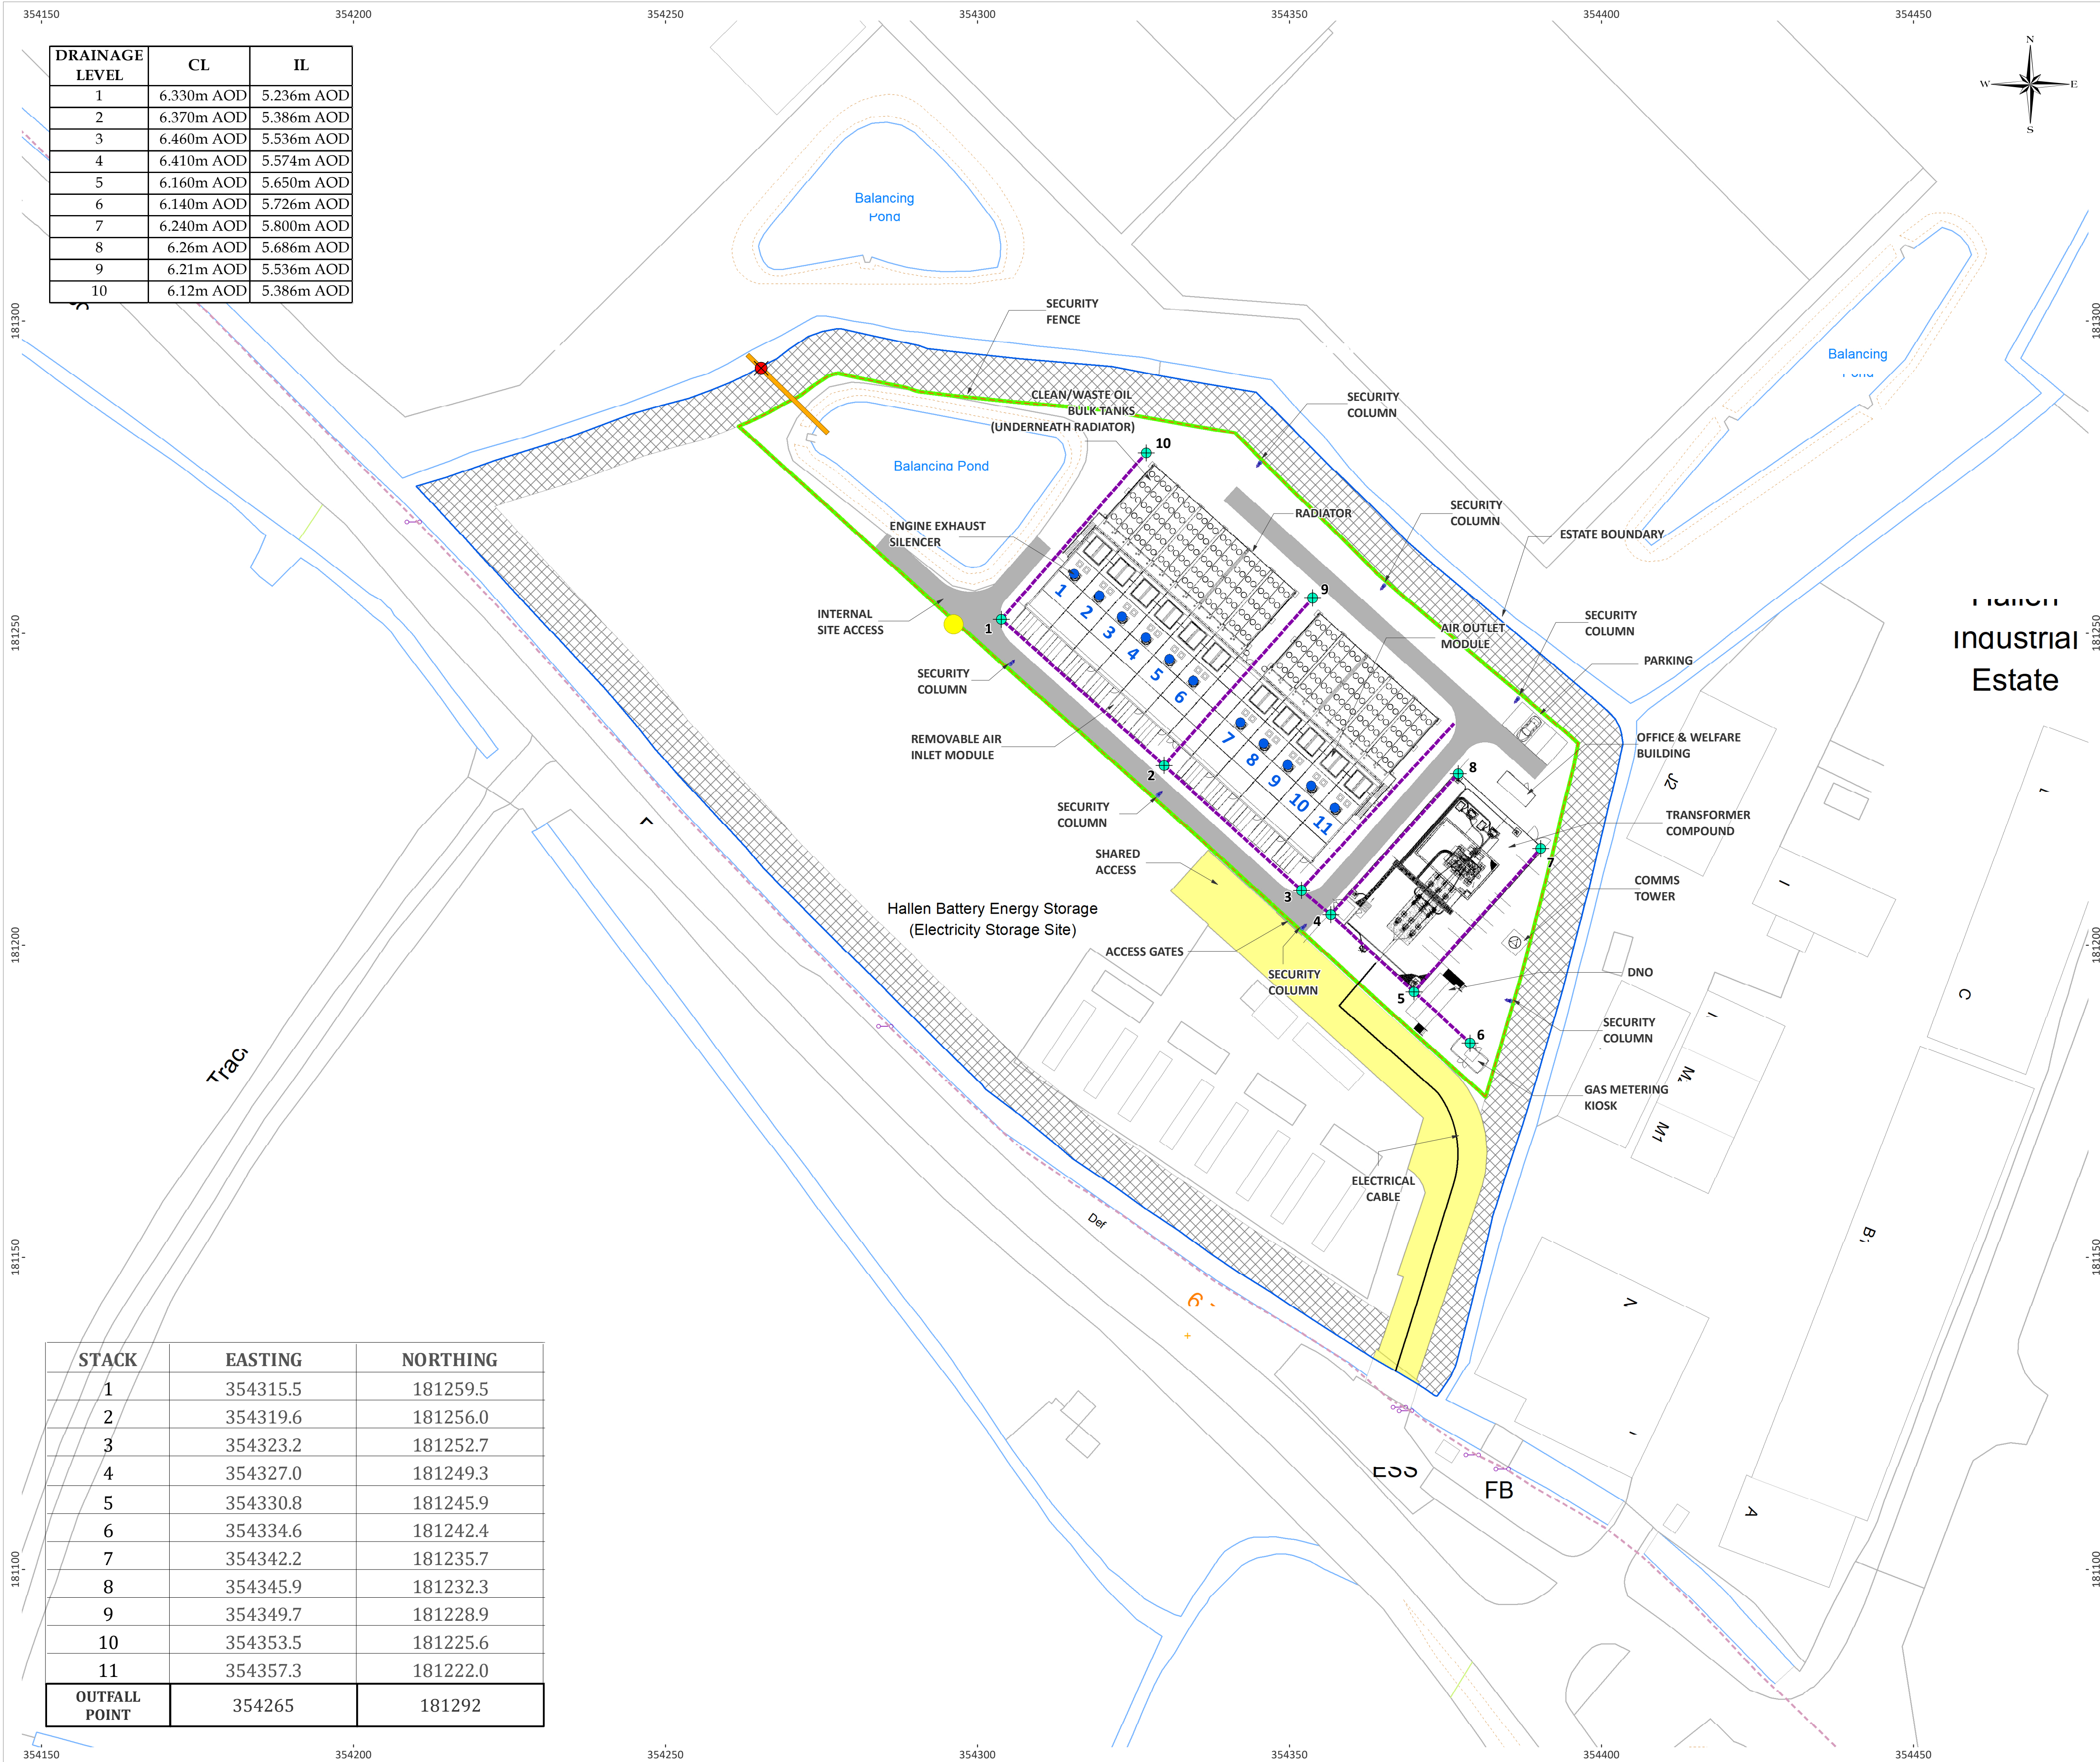 354150 354200 354250 354300 354350 354400 354450
DRAINAGE LEVEL CL IL
1 6.330m AOD 5.236m AOD
2 6.370m AOD 5.386m AOD
3 6.460m AOD 5.536m AOD
4 6.410m AOD 5.574m AOD
5 6.160m AOD 5.650m AOD
6 6.140m AOD 5.726m AOD
7 6.240m AOD 5.800m AOD
8 6.26m AOD 5.686m AOD
9 6.21m AOD 5.536m AOD
10 6.12m AOD 5.386m AOD
N
W E
S
Balancing
Pond
181300
181300
SECURITY
FENCE
Balancing
CLEAN/WASTE OIL
BULK TANKS
(UNDERNEATH RADIATOR)
SECURITY
COLUMN
10
Balancing Pond
SECURITY
COLUMN
RADIATOR
ENGINE EXHAUST
SILENCER
ESTATE BOUNDARY
9
1
2
3
4
5
6
7
8
9
10
11
INTERNAL
SITE ACCESS
1
181250
181250
AIR OUTLET
MODULE
SECURITY
COLUMN
Industrial
Estate
PARKING
SECURITY
COLUMN
REMOVABLE AIR
INLET MODULE
OFFICE & WELFARE
BUILDING
J2
2
8
SECURITY
COLUMN
TRANSFORMER
COMPOUND
SHARED
ACCESS
7
COMMS
TOWER
3
4
Hallen Battery Energy Storage
(Electricity Storage Site)
181200
181200
ACCESS GATES
SECURITY
COLUMN
DNO
5
C
6
SECURITY
COLUMN
GAS METERING
KIOSK
M1
ELECTRICAL
CABLE
Def
181150
181150
FB
A
STACK EASTING NORTHING
1 354315.5 181259.5
2 354319.6 181256.0
3 354323.2 181252.7
4 354327.0 181249.3
5 354330.8 181245.9
6 354334.6 181242.4
7 354342.2 181235.7
8 354345.9 181232.3
9 354349.7 181228.9
10 354353.5 181225.6
11 354357.3 181222.0
OUTFALL POINT 354265 181292
181100
181100
354150 354200 354250 354300 354350 354400 354450